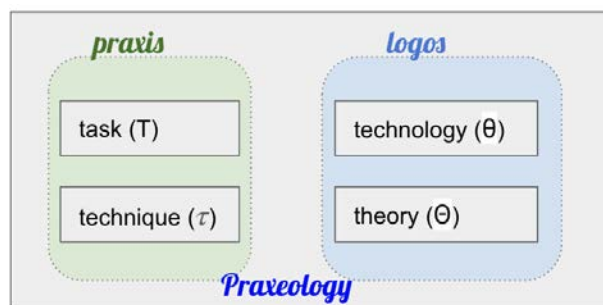 praxis
logos
task (T)
technology (θ)
technique (τ)
theory (Θ)
Praxeology